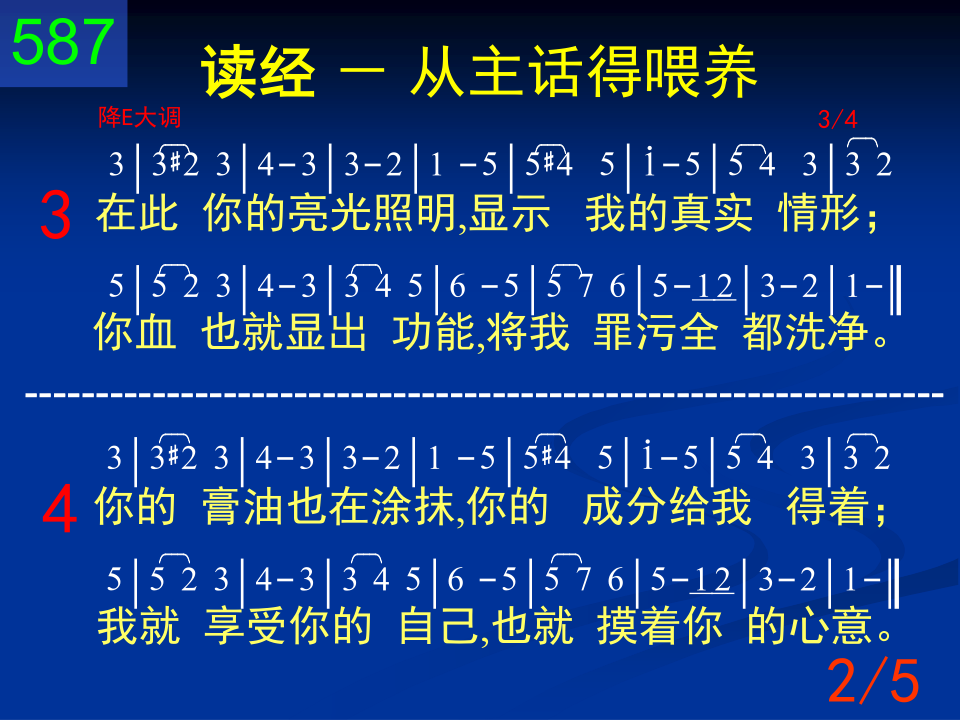 587
读经 － 从主话得喂养
降E大调 3/4
3|3#2 3|4-3|3-2|1 -5|5#4 5|i-5|5 4 3|3 2
3
在此 你的亮光照明,显示 我的真实 情形；
5|5 2 3|4-3|3 4 5|6 -5|5 7 6|5-12|3-2|1-‖
你血 也就显出 功能,将我 罪污全 都洗净。
-----------------------------------------------------------------
3|3#2 3|4-3|3-2|1 -5|5#4 5|i-5|5 4 3|3 2
4
你的 膏油也在涂抹,你的 成分给我 得着；
5|5 2 3|4-3|3 4 5|6 -5|5 7 6|5-12|3-2|1-‖
我就 享受你的 自己,也就 摸着你 的心意。
2/5